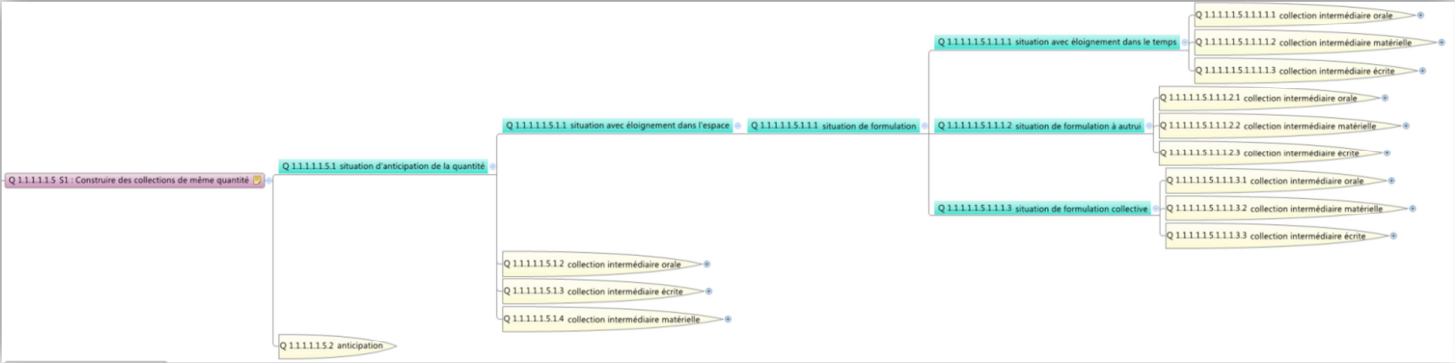 Q 1.1.1.1.1.5 S1 : Construire des collections de même quantité
Q 1.1.1.1.1.5.1 situation d'anticipation de la quantité
Q 1.1.1.1.1.5.1.1 situation avec éloignement dans l'espace
Q 1.1.1.1.1.5.1.1.1 situation de formulation
Q 1.1.1.1.1.5.1.1.1.1 situation avec éloignement dans le temps
Q 1.1.1.1.1.5.1.1.1.1.1 collection intermédiaire orale
Q 1.1.1.1.1.5.1.1.1.1.2 collection intermédiaire matérielle
Q 1.1.1.1.1.5.1.1.1.1.3 collection intermédiaire écrite
Q 1.1.1.1.1.5.1.1.1.2 situation de formulation à autrui
Q 1.1.1.1.1.5.1.1.1.2.1 collection intermédiaire orale
Q 1.1.1.1.1.5.1.1.1.2.2 collection intermédiaire matérielle
Q 1.1.1.1.1.5.1.1.1.2.3 collection intermédiaire écrite
Q 1.1.1.1.1.5.1.1.1.3 situation de formulation collective
Q 1.1.1.1.1.5.1.1.1.3.1 collection intermédiaire orale
Q 1.1.1.1.1.5.1.1.1.3.2 collection intermédiaire matérielle
Q 1.1.1.1.1.5.1.1.1.3.3 collection intermédiaire écrite
Q 1.1.1.1.1.5.1.2 collection intermédiaire orale
Q 1.1.1.1.1.5.1.3 collection intermédiaire écrite
Q 1.1.1.1.1.5.1.4 collection intermédiaire matérielle
Q 1.1.1.1.1.5.2 anticipation